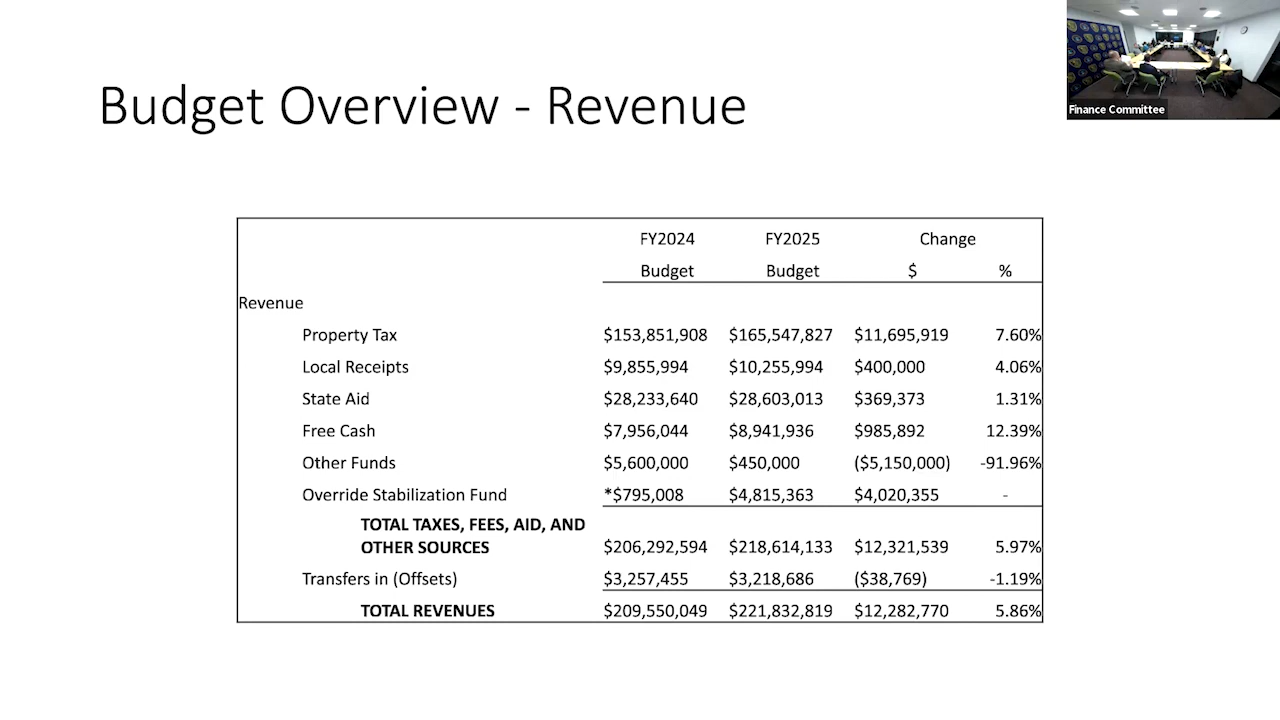 Budget Overview - Revenue
Finance Committee
FY2024 FY2025 Change
Budget Budget $ %
Revenue
Property Tax $153,851,908 $165,547,827 $11,695,919 7.60%
Local Receipts $9,855,994 $10,255,994 $400,000 4.06%
State Aid $28,233,640 $28,603,013 $369,373 1.31%
Free Cash $7,956,044 $8,941,936 $985,892 12.39%
Other Funds $5,600,000 $450,000 ($5,150,000) -91.96%
Override Stabilization Fund *$795,008 $4,815,363 $4,020,355 -
TOTAL TAXES, FEES, AID, AND
OTHER SOURCES $206,292,594 $218,614,133 $12,321,539 5.97%
Transfers in (Offsets) $3,257,455 $3,218,686 ($38,769) -1.19%
TOTAL REVENUES $209,550,049 $221,832,819 $12,282,770 5.86%